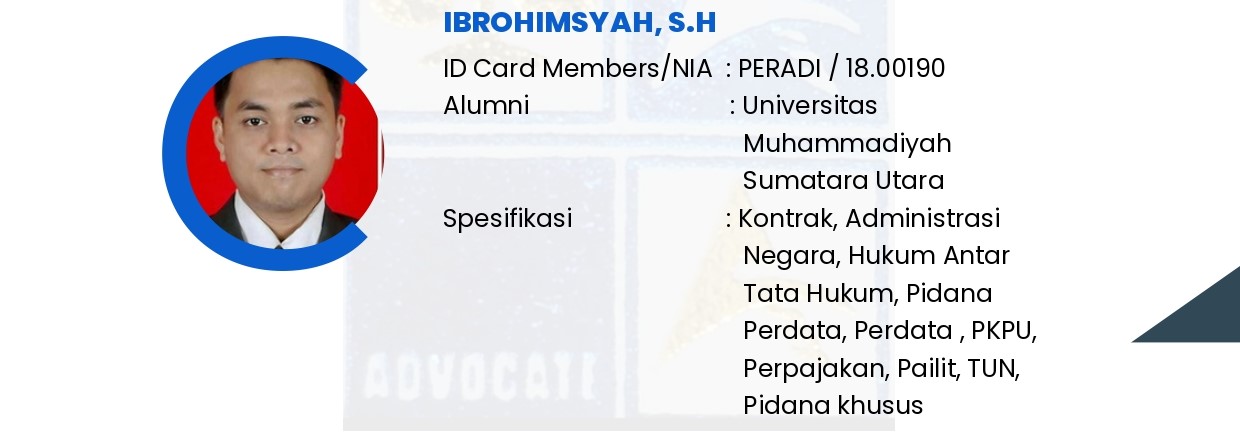 IBROHIMSYAH, S.H
ID Card Members/NIA : PERADI / 18.00190
Alumni : Universitas
Muhammadiyah
Sumatara Utara
Spesifikasi : Kontrak, Administrasi
Negara, Hukum Antar
Tata Hukum, Pidana
Perdata, Perdata , PKPU,
Perpajakan, Pailit, TUN,
Pidana khusus
ADVOCATE